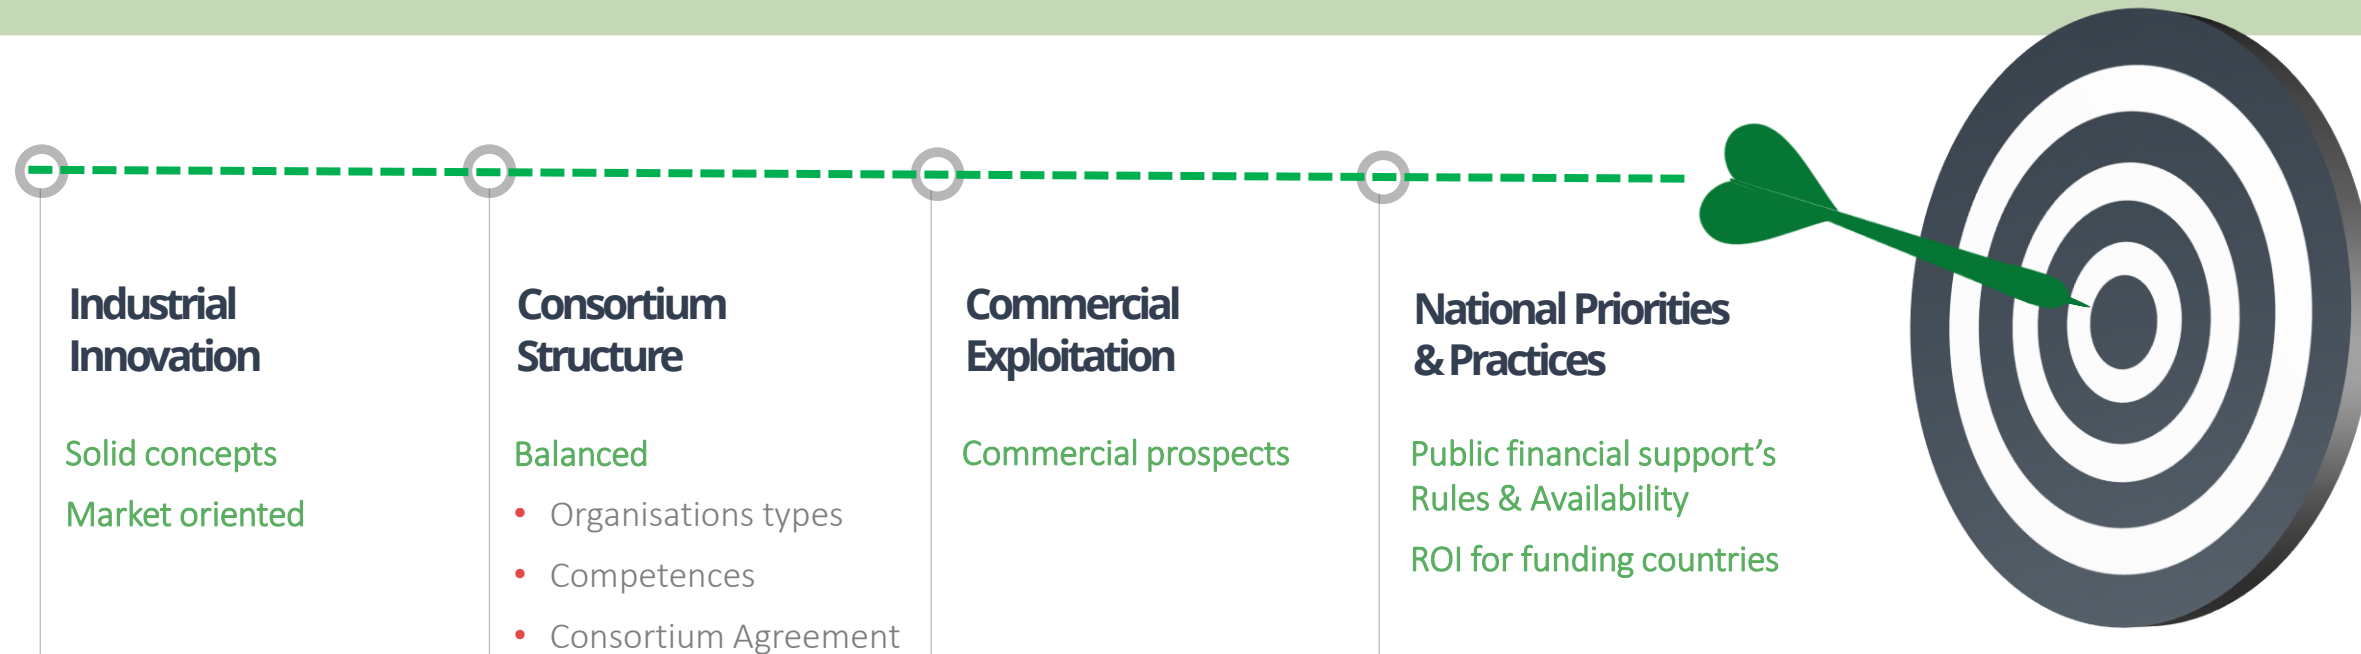 Industrial
Innovation
Solid concepts
Market oriented
Consortium
Structure
Balanced
• Organisations types
• Competences
• Consortium Agreement
Commercial
Exploitation
Commercial prospects
National Priorities
& Practices
Public financial support’s
Rules & Availability
ROI for funding countries